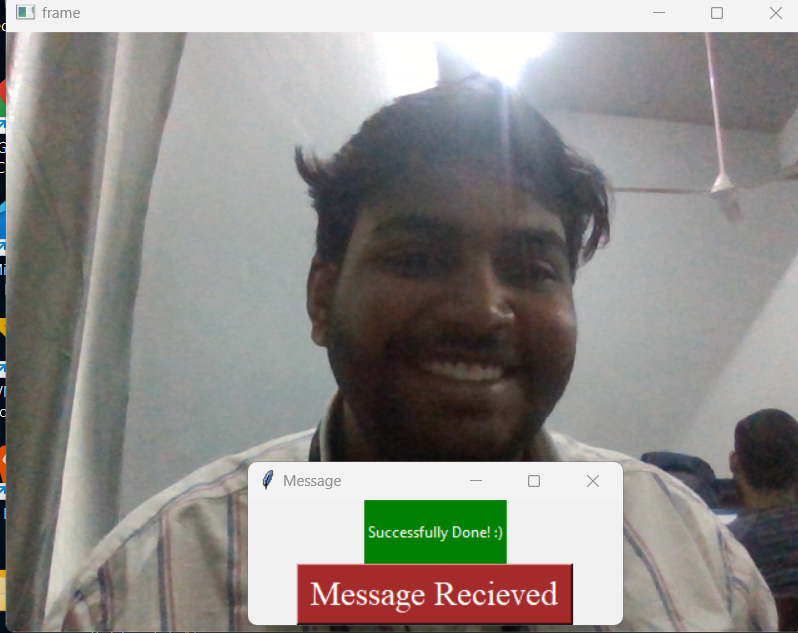 frame
Message
Successfully Done! :)
Message Recieved